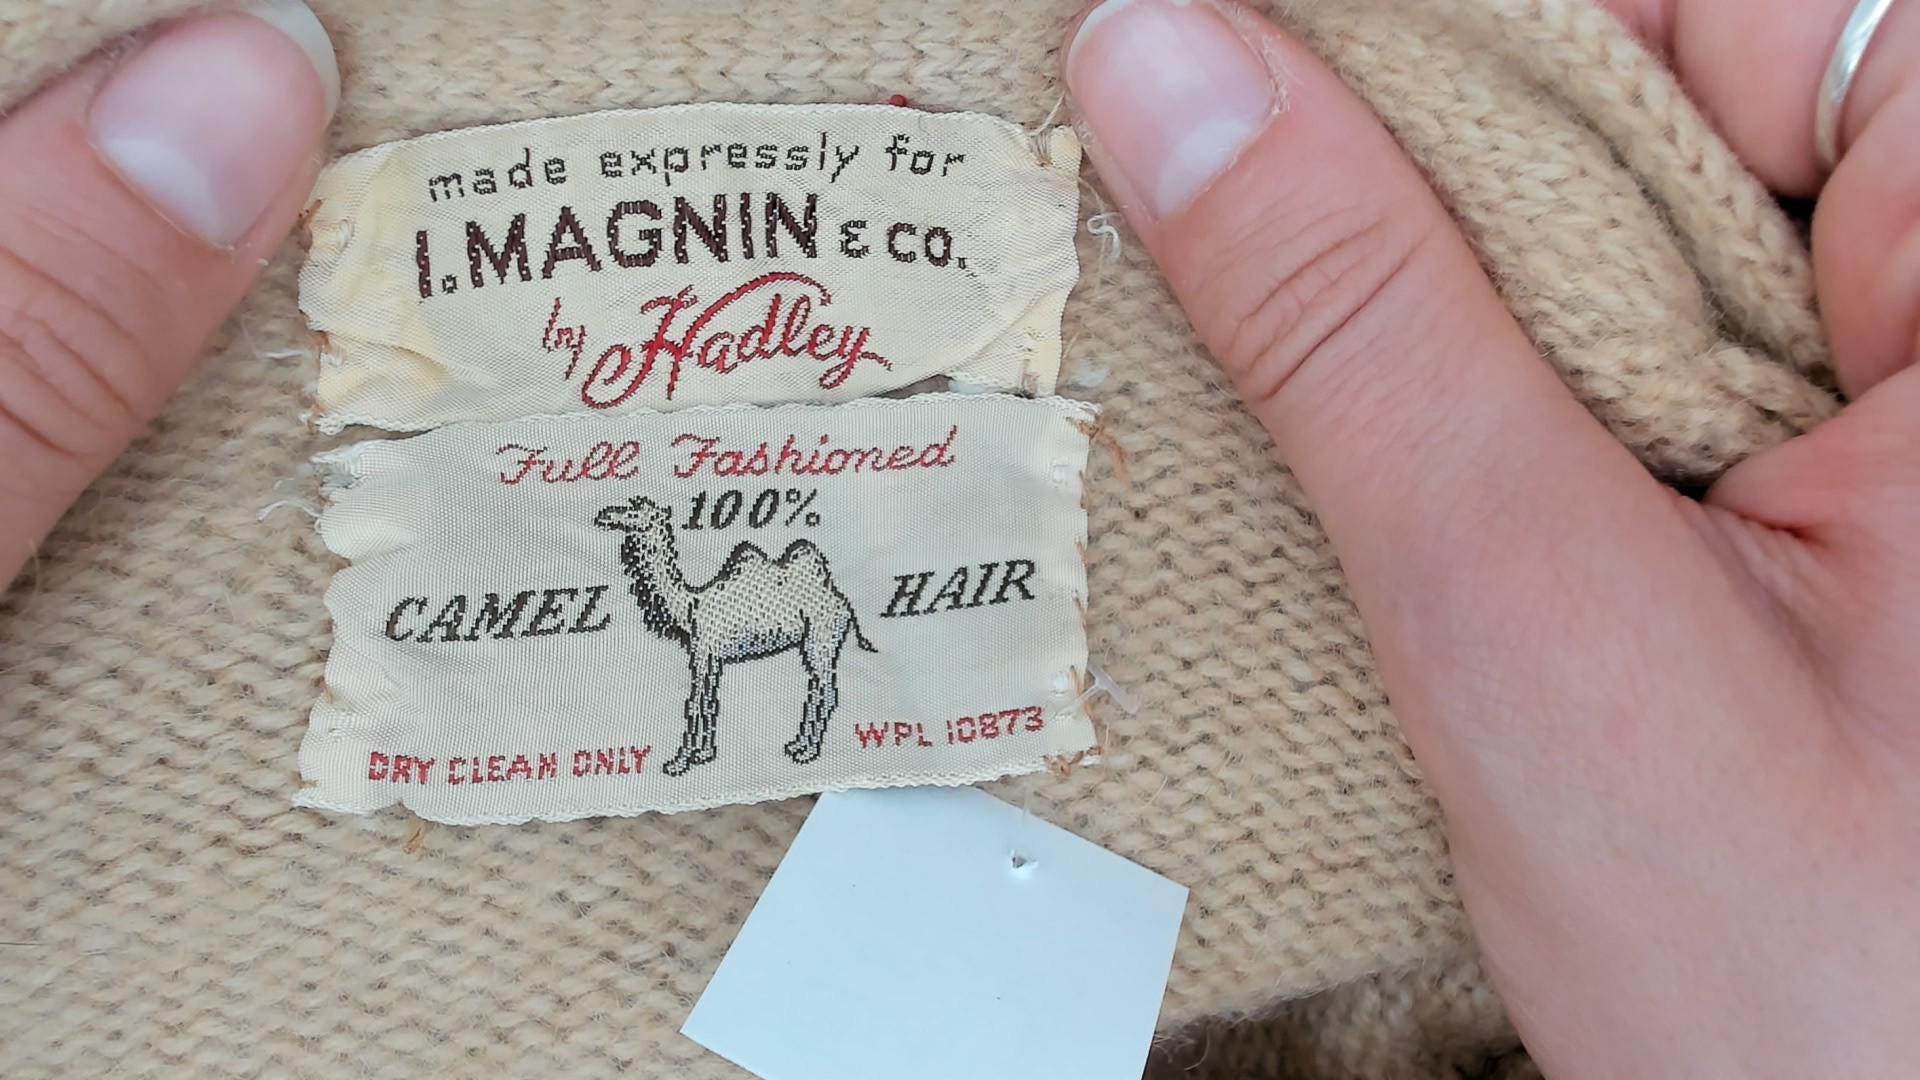 made expressly for
I. MAGNIN & CO.
by Hadley
Full Fashioned
100%
CAMEL HAIR
DRY CLEAN ONLY WPL 10873